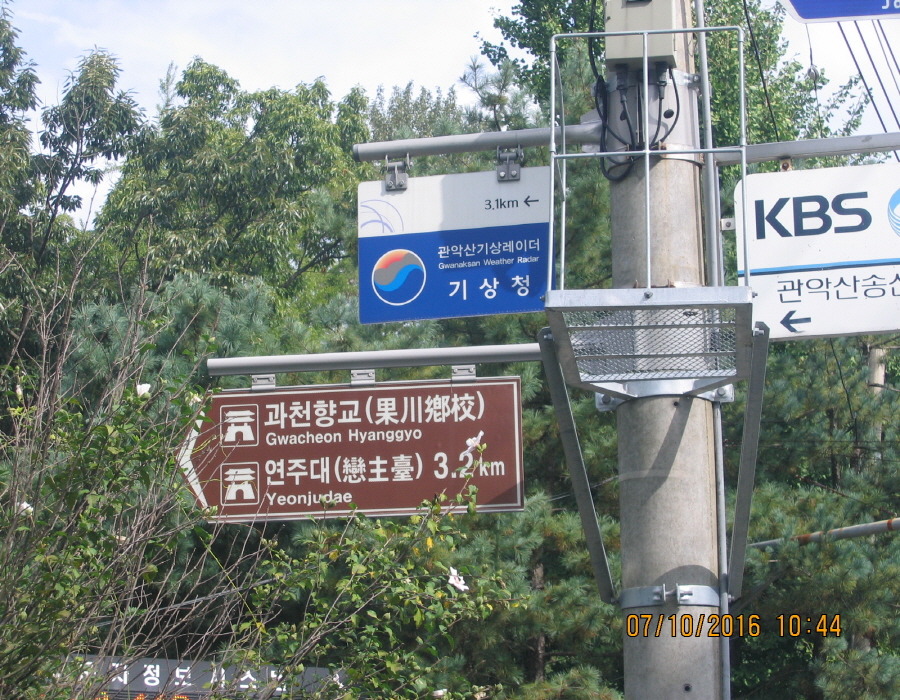 3.1km ←
관악산기상레이더
Gwanaksan Weather Radar
기상청
KBS
관악산송신
←
과천향교(果川鄕校)
Gwacheon Hyanggyo
연주대(戀主臺) 3.2km
Yeonjudae
07/10/2016 10:44